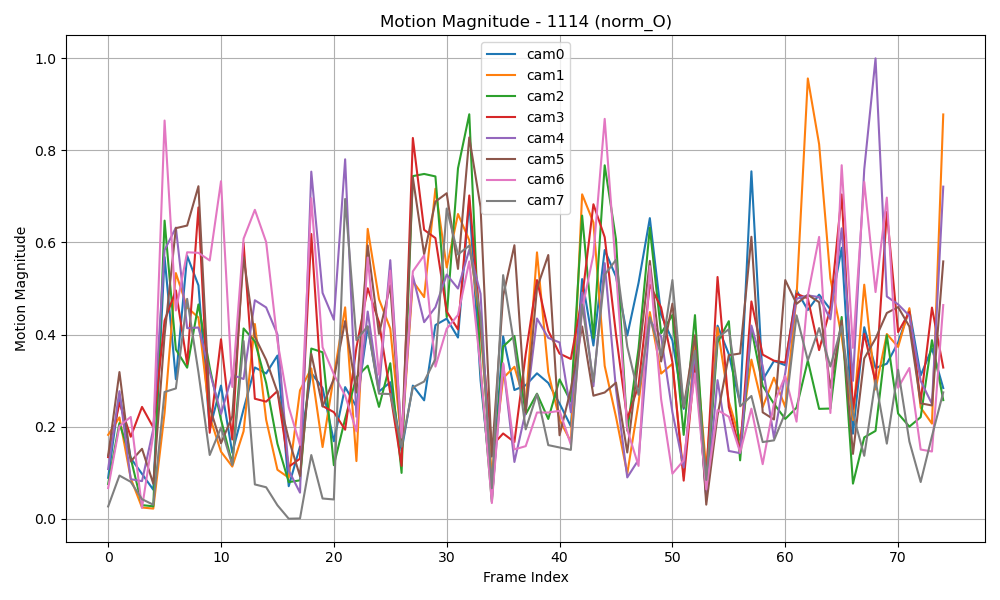 Motion Magnitude - 1114 (norm_O)
Motion Magnitude
1.0
0.8
0.6
0.4
0.2
0.0
cam0
cam1
cam2
cam3
cam4
cam5
cam6
cam7
0 10 20 30 40 50 60 70
Frame Index